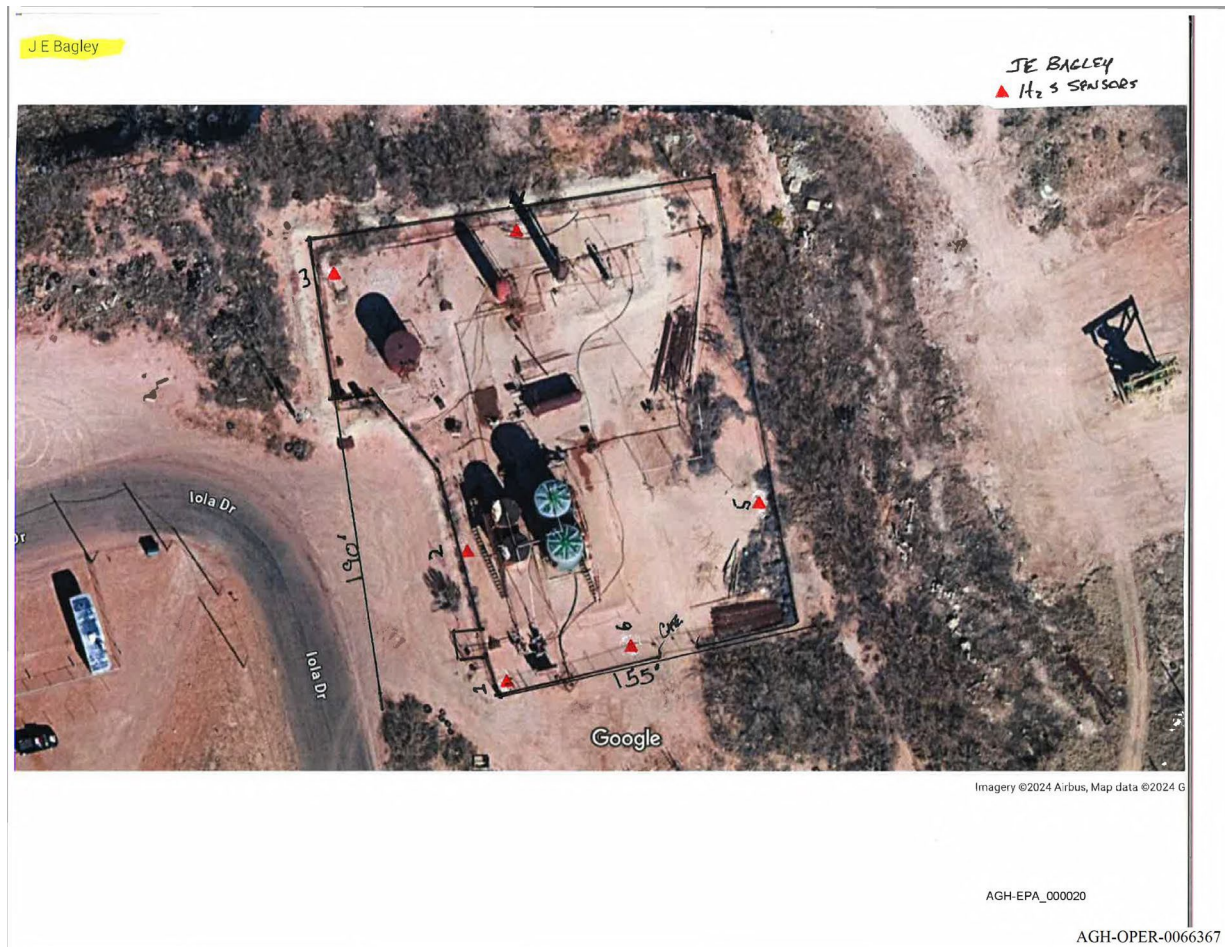 J E Bagley
JE BAGLEY
▲ H2S SENSORS
3
Iola Dr
Dr
190'
2
5
6
GATE
155'
1
Iola Dr
Google
Imagery ©2024 Airbus, Map data ©2024 G
AGH-EPA_000020
AGH-OPER-0066367